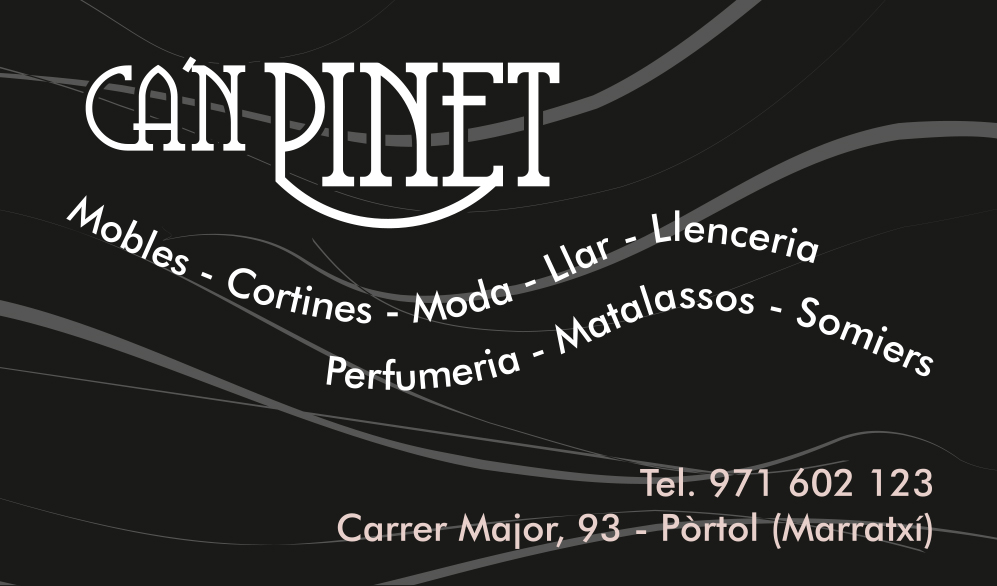 CA'N PINET
Mobles - Cortines - Moda - Llar - Llenceria
Perfumeria - Matalassos - Somiers
Tel. 971 602 123
Carrer Major, 93 - Pòrtol (Marratxí)